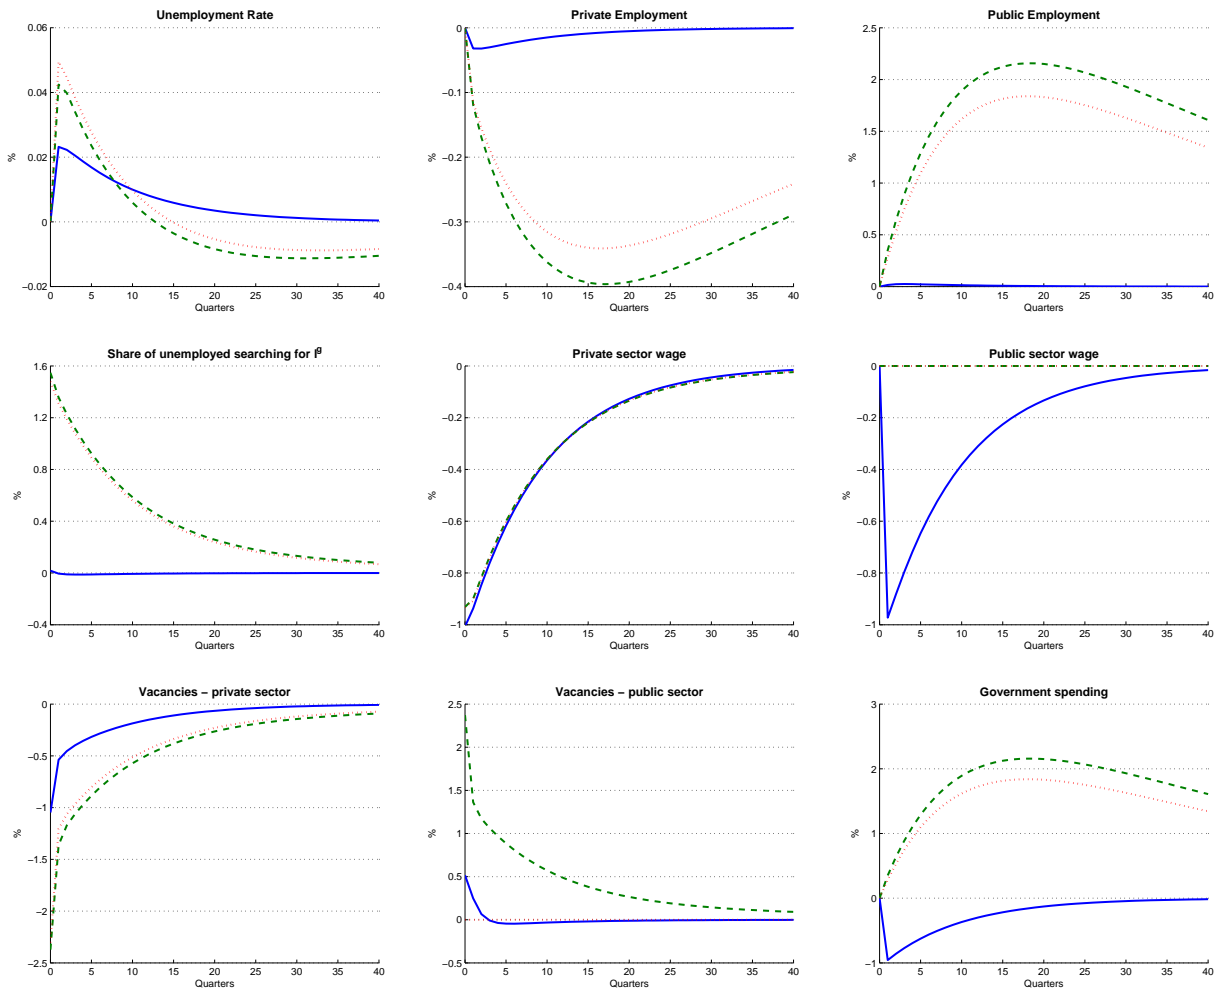 Unemployment Rate
0.06
0.04
0.02
0
−0.02
%
0 5 10 15 20 25 30 35 40
Quarters
Private Employment
0
−0.1
−0.2
−0.3
−0.4
%
0 5 10 15 20 25 30 35 40
Quarters
Public Employment
2.5
2
1.5
1
0.5
0
%
0 5 10 15 20 25 30 35 40
Quarters
Share of unemployed searching for l^g
1.6
1.2
0.8
0.4
0
−0.4
%
0 5 10 15 20 25 30 35 40
Quarters
Private sector wage
0
−0.2
−0.4
−0.6
−0.8
−1
%
0 5 10 15 20 25 30 35 40
Quarters
Public sector wage
0
−0.2
−0.4
−0.6
−0.8
−1
%
0 5 10 15 20 25 30 35 40
Quarters
Vacancies − private sector
0
−0.5
−1
−1.5
−2
−2.5
%
0 5 10 15 20 25 30 35 40
Quarters
Vacancies − public sector
2.5
2
1.5
1
0.5
0
−0.5
%
0 5 10 15 20 25 30 35 40
Quarters
Government spending
3
2
1
0
−1
%
0 5 10 15 20 25 30 35 40
Quarters